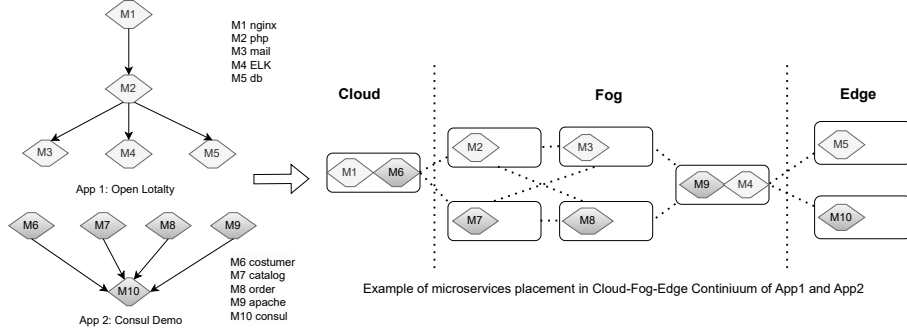 M1
M2
M3 M4 M5
App 1: Open Lotalty
M1 nginx
M2 php
M3 mail
M4 ELK
M5 db
M6 M7 M8 M9
M10
App 2: Consul Demo
M6 costumer
M7 catalog
M8 order
M9 apache
M10 consul
Cloud Fog Edge
M1 M6
M2 M3
M7 M8
M9 M4
M5
M10
Example of microservices placement in Cloud-Fog-Edge Continiuum of App1 and App2